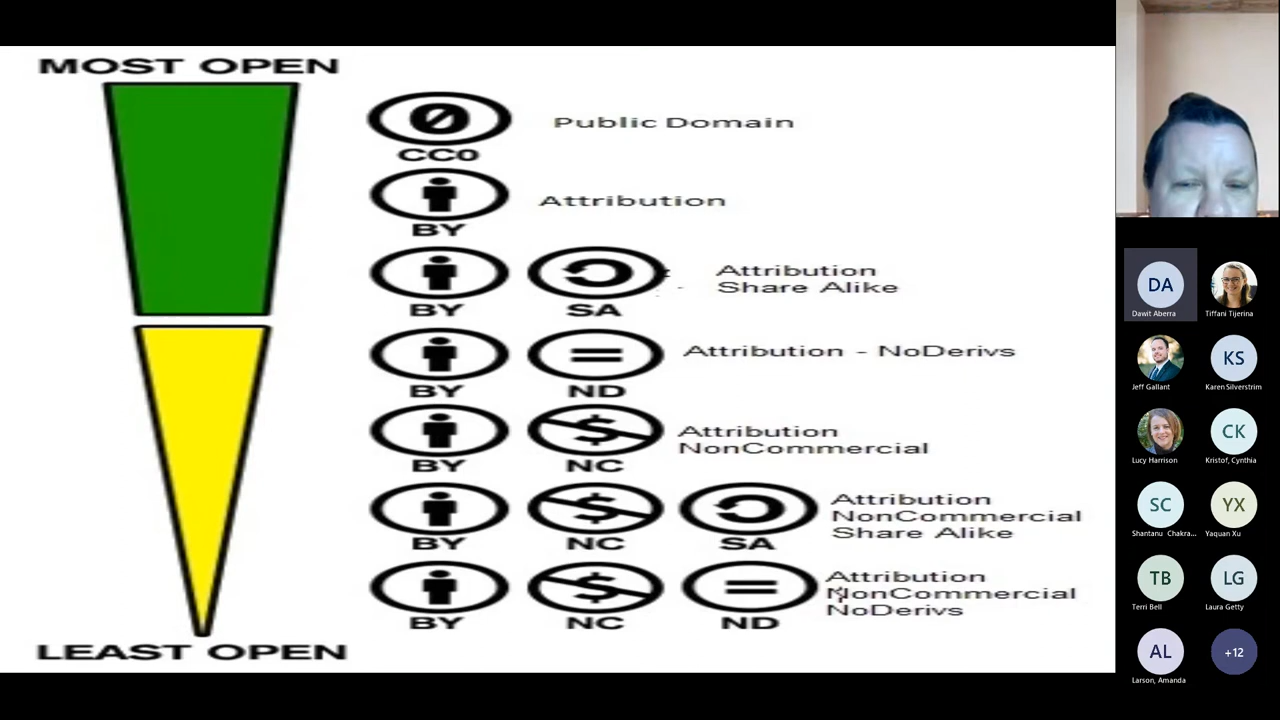 MOST OPEN
CC0
Public Domain
BY
Attribution
BY
SA
Attribution
Share Alike
BY
ND
Attribution - NoDerivs
BY
NC
Attribution
NonCommercial
BY
NC
SA
Attribution
NonCommercial
Share Alike
BY
NC
ND
Attribution
NonCommercial
NoDerivs
LEAST OPEN
DA
Dawit Aberra
Tiffani Tijerina
Jeff Gallant
KS
Karen Silverstrim
Lucy Harrison
CK
Kristof, Cynthia
SC
Shantanu Chakra...
YX
Yaquan Xu
TB
Terri Bell
LG
Laura Getty
AL
Larson, Amanda
+12